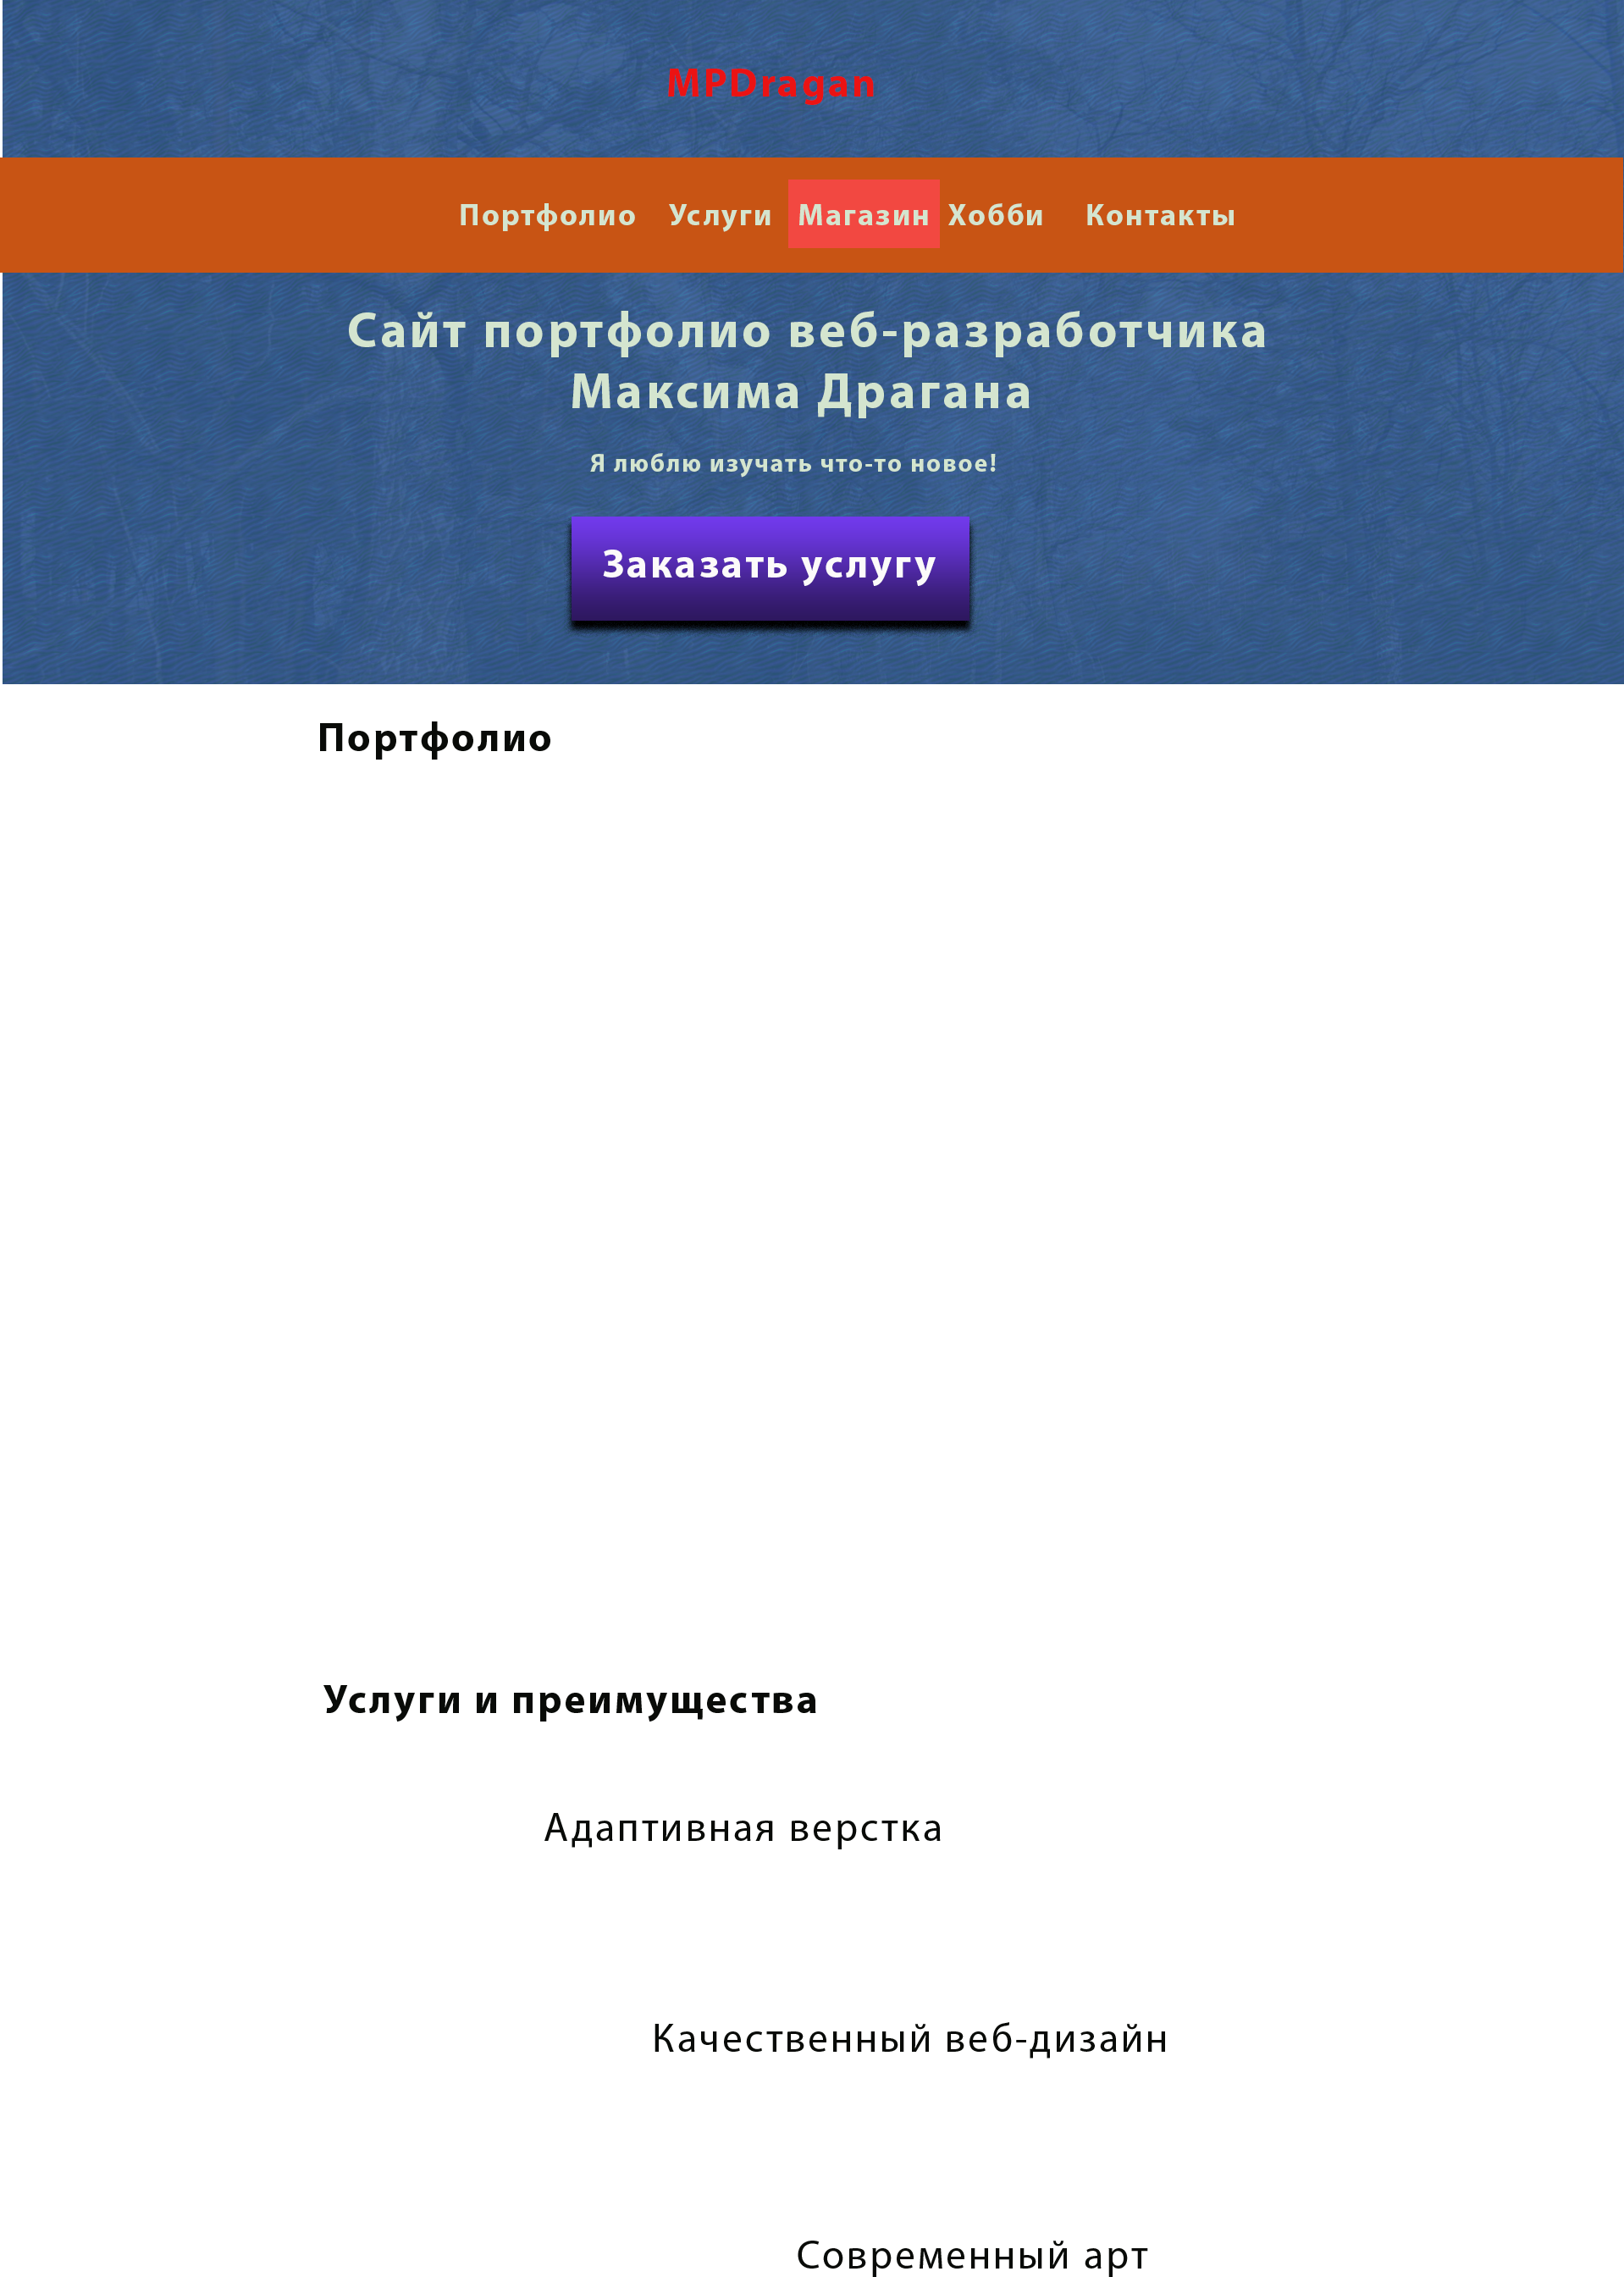 MPDragan
Портфолио Услуги Магазин Хобби Контакты
Сайт портфолио веб-разработчика
Максима Драгана
Я люблю изучать что-то новое!
Заказать услугу
Портфолио
Услуги и преимущества
Адаптивная верстка
Качественный веб-дизайн
Современный арт